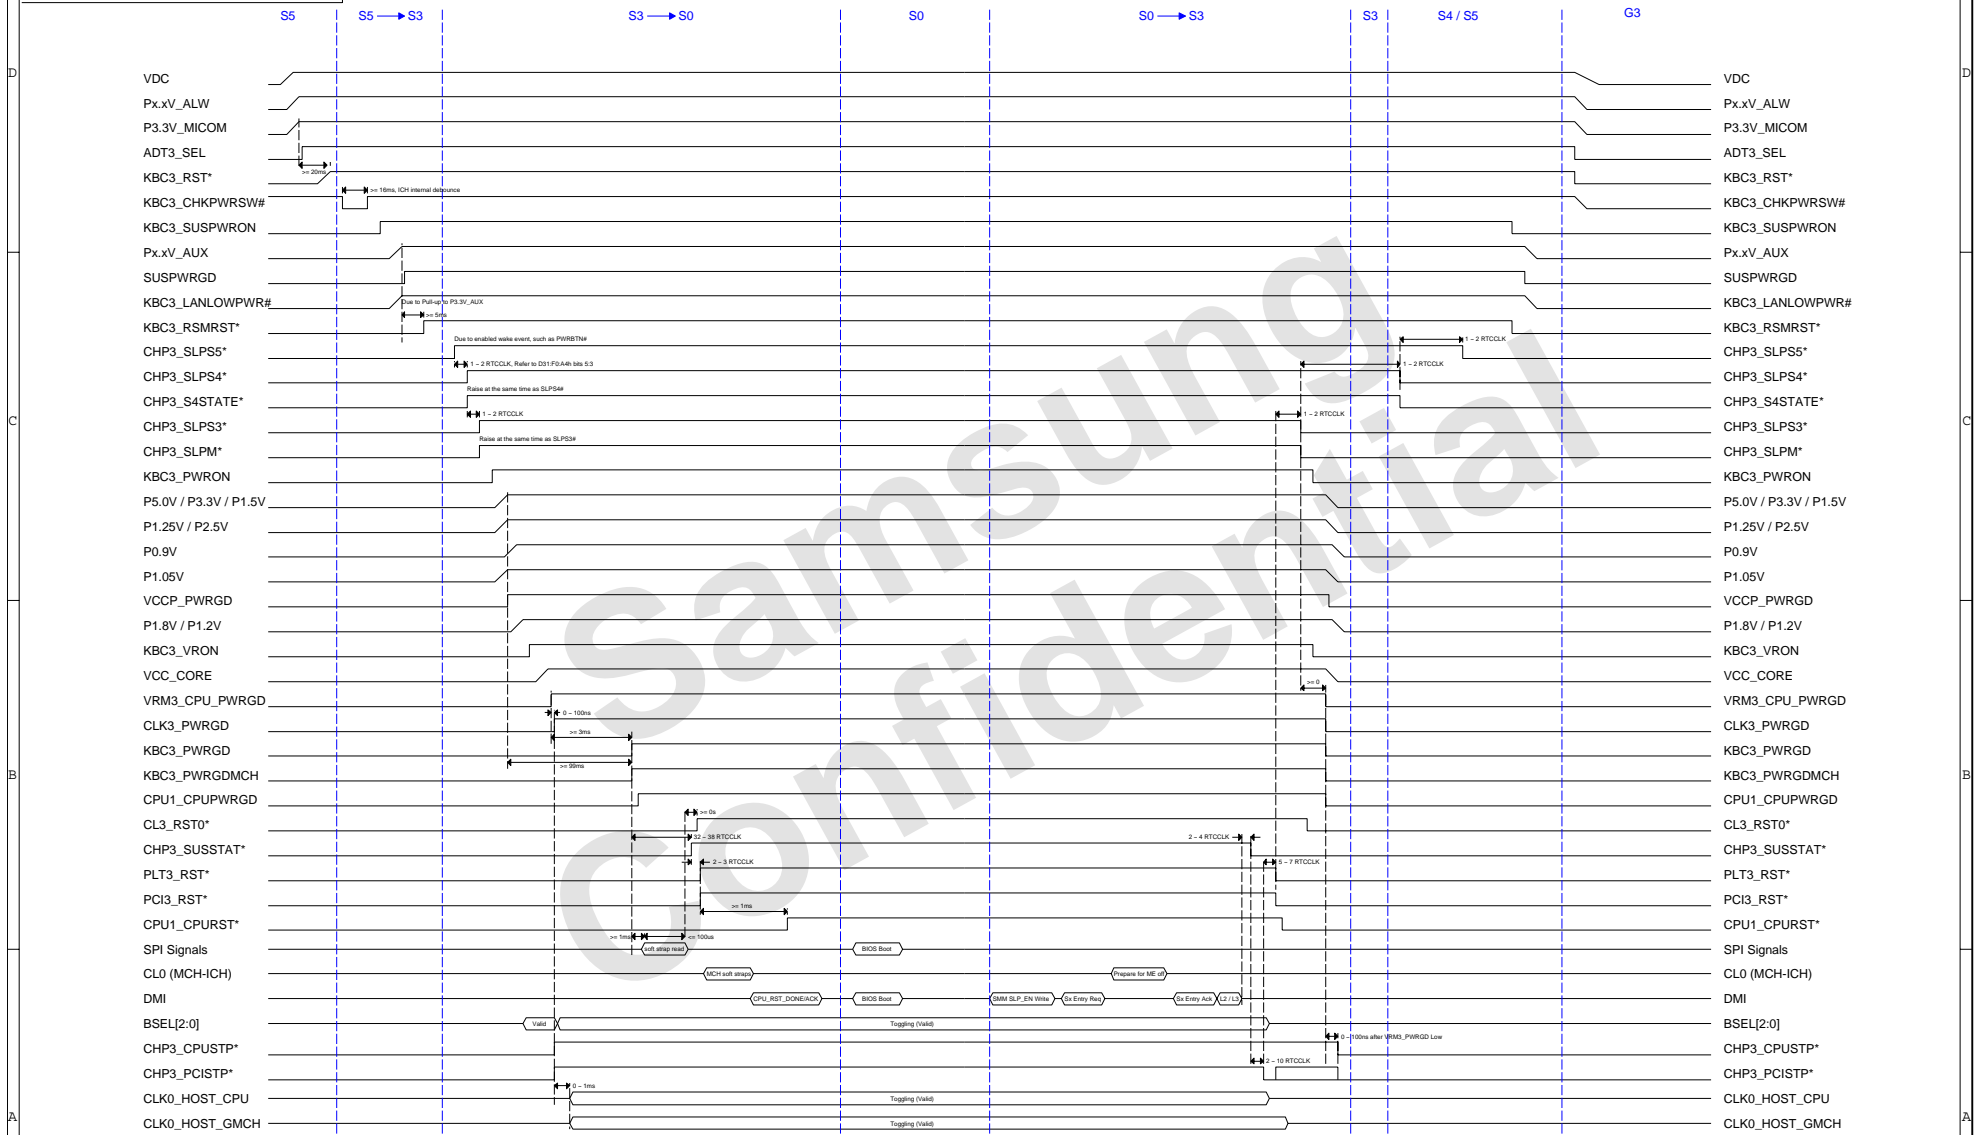 S5 S5 S3 S3 S0 S0 S0 S3 S3 S4 / S5 G3
D VDC VDC D
Px.xV_ALW Px.xV_ALW
P3.3V_MICOM P3.3V_MICOM
ADT3_SEL ADT3_SEL
>= 20ms
KBC3_RST* KBC3_RST*
>= 16ms, ICH internal debounce
KBC3_CHKPWRSW# KBC3_CHKPWRSW#
KBC3_SUSPWRON KBC3_SUSPWRON
Px.xV_AUX Px.xV_AUX
SUSPWRGD SUSPWRGD
KBC3_LANLOWPWR# Due to Pull-up to P3.3V_AUX KBC3_LANLOWPWR#
>= 5ms
KBC3_RSMRST* KBC3_RSMRST*
Due to enabled wake event, such as PWRBTN# 1 ~ 2 RTCCLK
CHP3_SLPS5* CHP3_SLPS5*
1 ~ 2 RTCCLK, Refer to D31:F0:A4h bits 5:3 1 ~ 2 RTCCLK
CHP3_SLPS4* CHP3_SLPS4*
Raise at the same time as SLPS4#
CHP3_S4STATE* CHP3_S4STATE*
1 ~ 2 RTCCLK 1 ~ 2 RTCCLK
C CHP3_SLPS3* CHP3_SLPS3* C
Raise at the same time as SLPS3#
CHP3_SLPM* CHP3_SLPM*
KBC3_PWRON KBC3_PWRON
P5.0V / P3.3V / P1.5V P5.0V / P3.3V / P1.5V
P1.25V / P2.5V P1.25V / P2.5V
P0.9V P0.9V
P1.05V P1.05V
VCCP_PWRGD VCCP_PWRGD
P1.8V / P1.2V P1.8V / P1.2V
KBC3_VRON KBC3_VRON
VCC_CORE VCC_CORE
>= 0
VRM3_CPU_PWRGD VRM3_CPU_PWRGD
0 ~ 100ns
CLK3_PWRGD CLK3_PWRGD
>= 3ms
KBC3_PWRGD KBC3_PWRGD
>= 99ms
B KBC3_PWRGDMCH KBC3_PWRGDMCH B
CPU1_CPUPWRGD CPU1_CPUPWRGD
>= 0s
CL3_RST0* CL3_RST0*
32 ~ 38 RTCCLK 2 ~ 4 RTCCLK
CHP3_SUSSTAT* CHP3_SUSSTAT*
2 ~ 3 RTCCLK 5 ~ 7 RTCCLK
PLT3_RST* PLT3_RST*
PCI3_RST* PCI3_RST*
>= 1ms
CPU1_CPURST* CPU1_CPURST*
>= 1ms <= 100us
SPI Signals soft strap read BIOS Boot SPI Signals
CL0 (MCH-ICH) MCH soft straps Prepare for ME off CL0 (MCH-ICH)
DMI CPU_RST_DONE/ACK BIOS Boot SMM SLP_EN Write Sx Entry Req Sx Entry Ack L2 / L3 DMI
BSEL[2:0] Valid Toggling (Valid) BSEL[2:0]
0 ~ 100ns after VRM3_PWRGD Low
CHP3_CPUSTP* CHP3_CPUSTP*
2 ~ 10 RTCCLK
CHP3_PCISTP* CHP3_PCISTP*
0 ~ 1ms
CLK0_HOST_CPU Toggling (Valid) CLK0_HOST_CPU
A CLK0_HOST_GMCH Toggling (Valid) CLK0_HOST_GMCH A
Samsung
Confidential